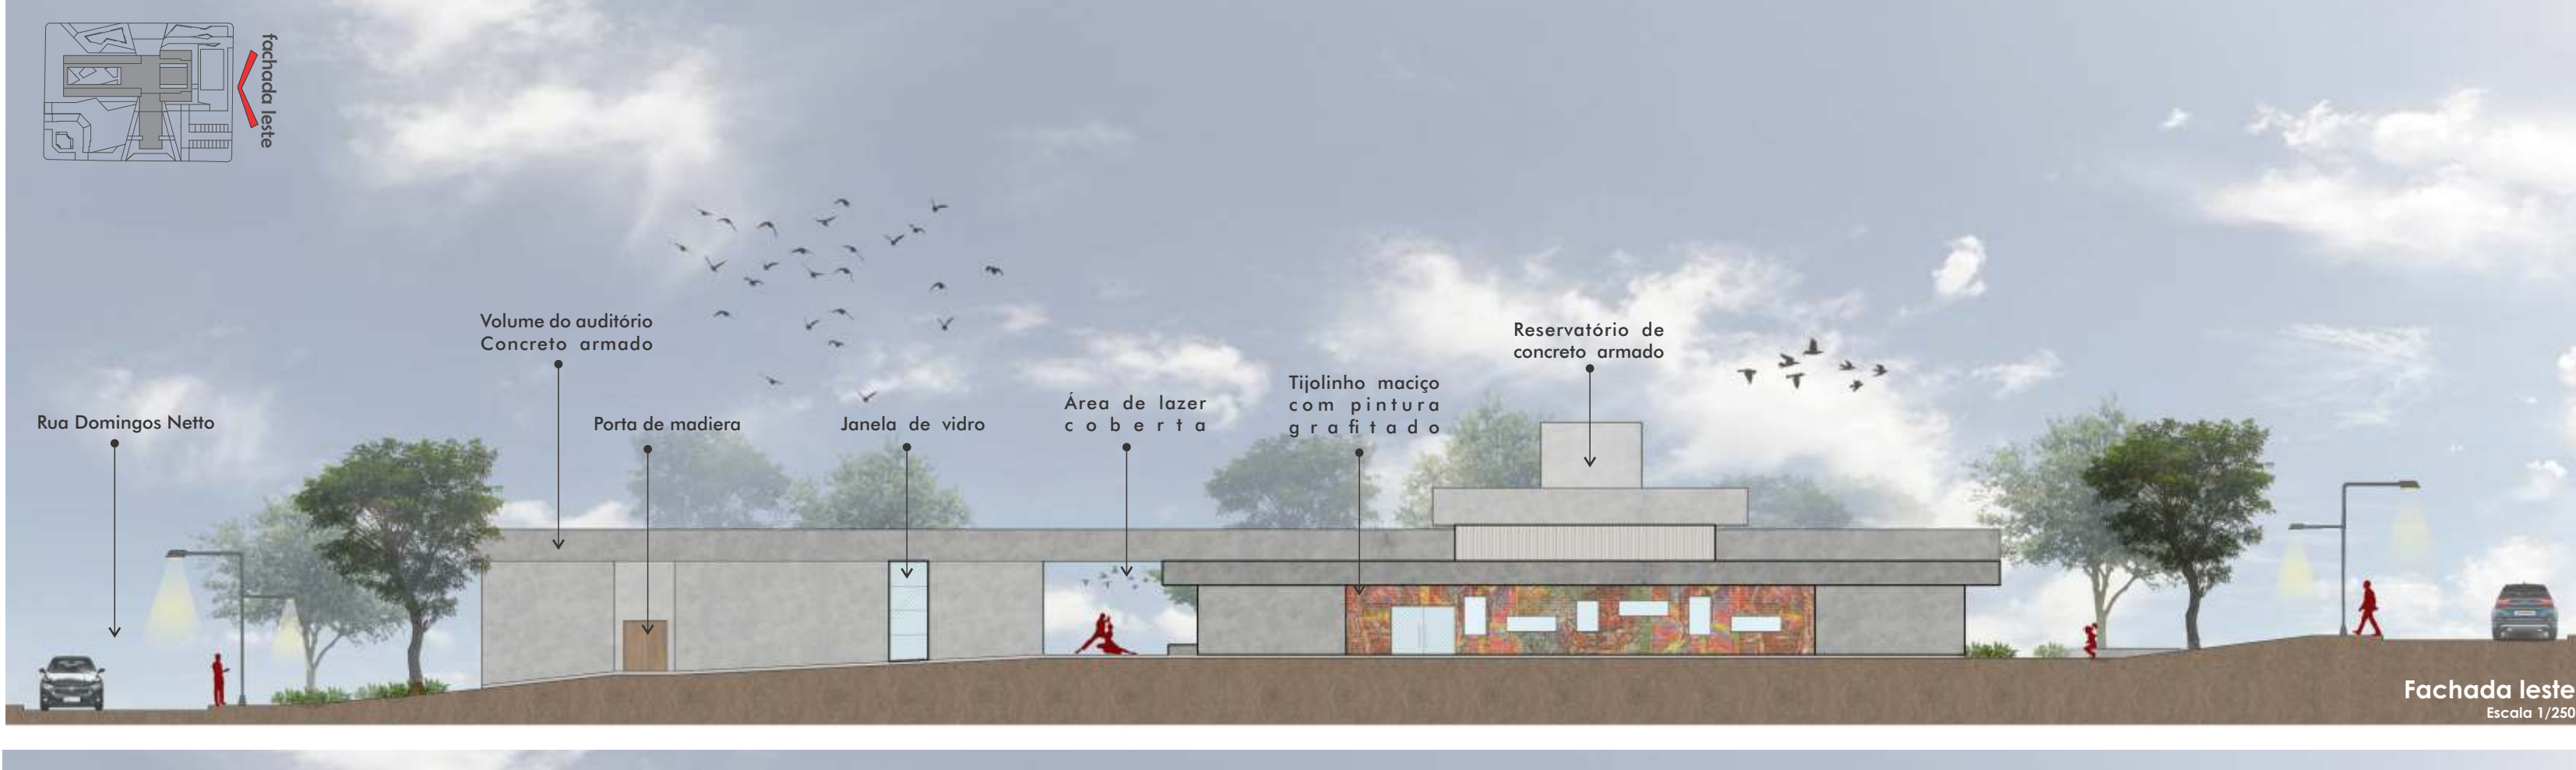 fachada leste
Volume do auditório
Concreto armado
Reservatório de
concreto armado
Rua Domingos Netto
Porta de madiera
Janela de vidro
Área de lazer
coberta
Tijolinho maciço
com pintura
grafitado
Fachada leste
Escala 1/250